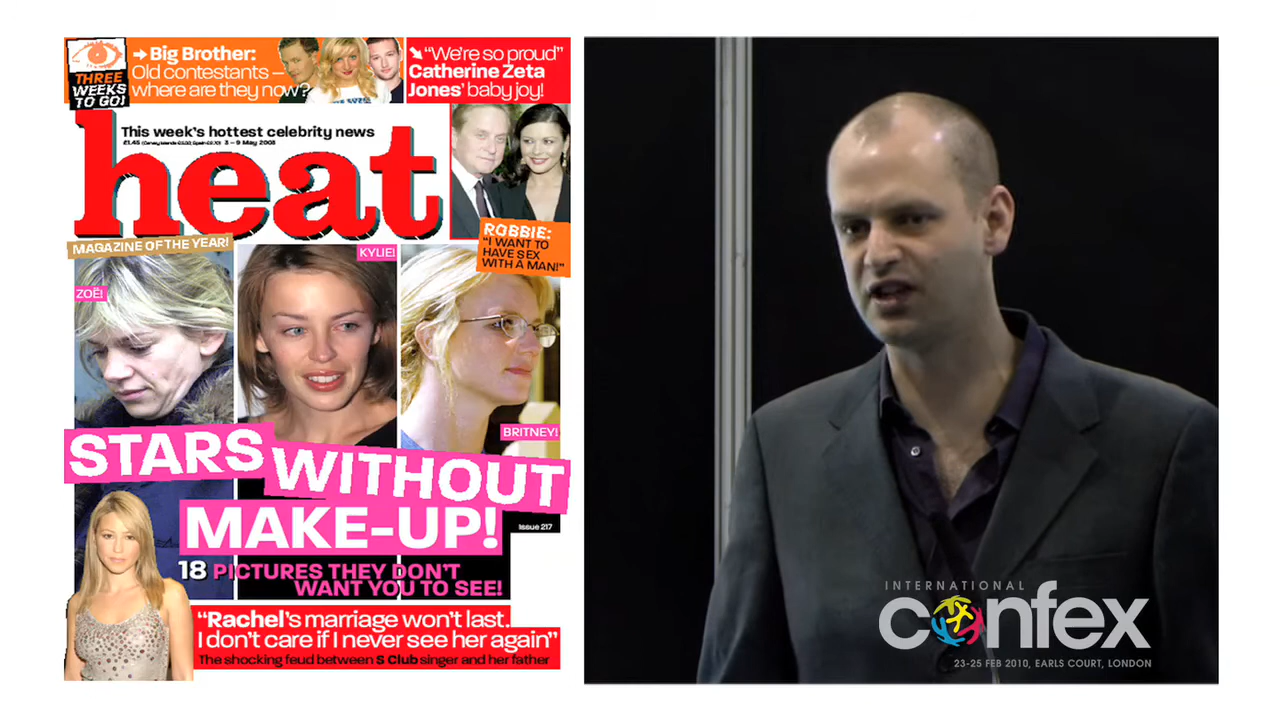 THREE
WEEKS
TO GO!
➔ Big Brother:
Old contestants –
where are they now?
➘ “We're so proud”
Catherine Zeta
Jones' baby joy!
This week's hottest celebrity news
£1.45 3 – 9 May 2003
heat
MAGAZINE OF THE YEAR!
ROBBIE:
“I WANT TO
HAVE SEX
WITH A MAN!”
ZOË!
KYLIE!
BRITNEY!
STARS
WITHOUT
MAKE-UP!
Issue 217
18 PICTURES THEY DON'T
WANT YOU TO SEE!
“Rachel's marriage won't last.
I don't care if I never see her again”
The shocking feud between S Club singer and her father
INTERNATIONAL
confex
23-25 FEB 2010, EARLS COURT, LONDON